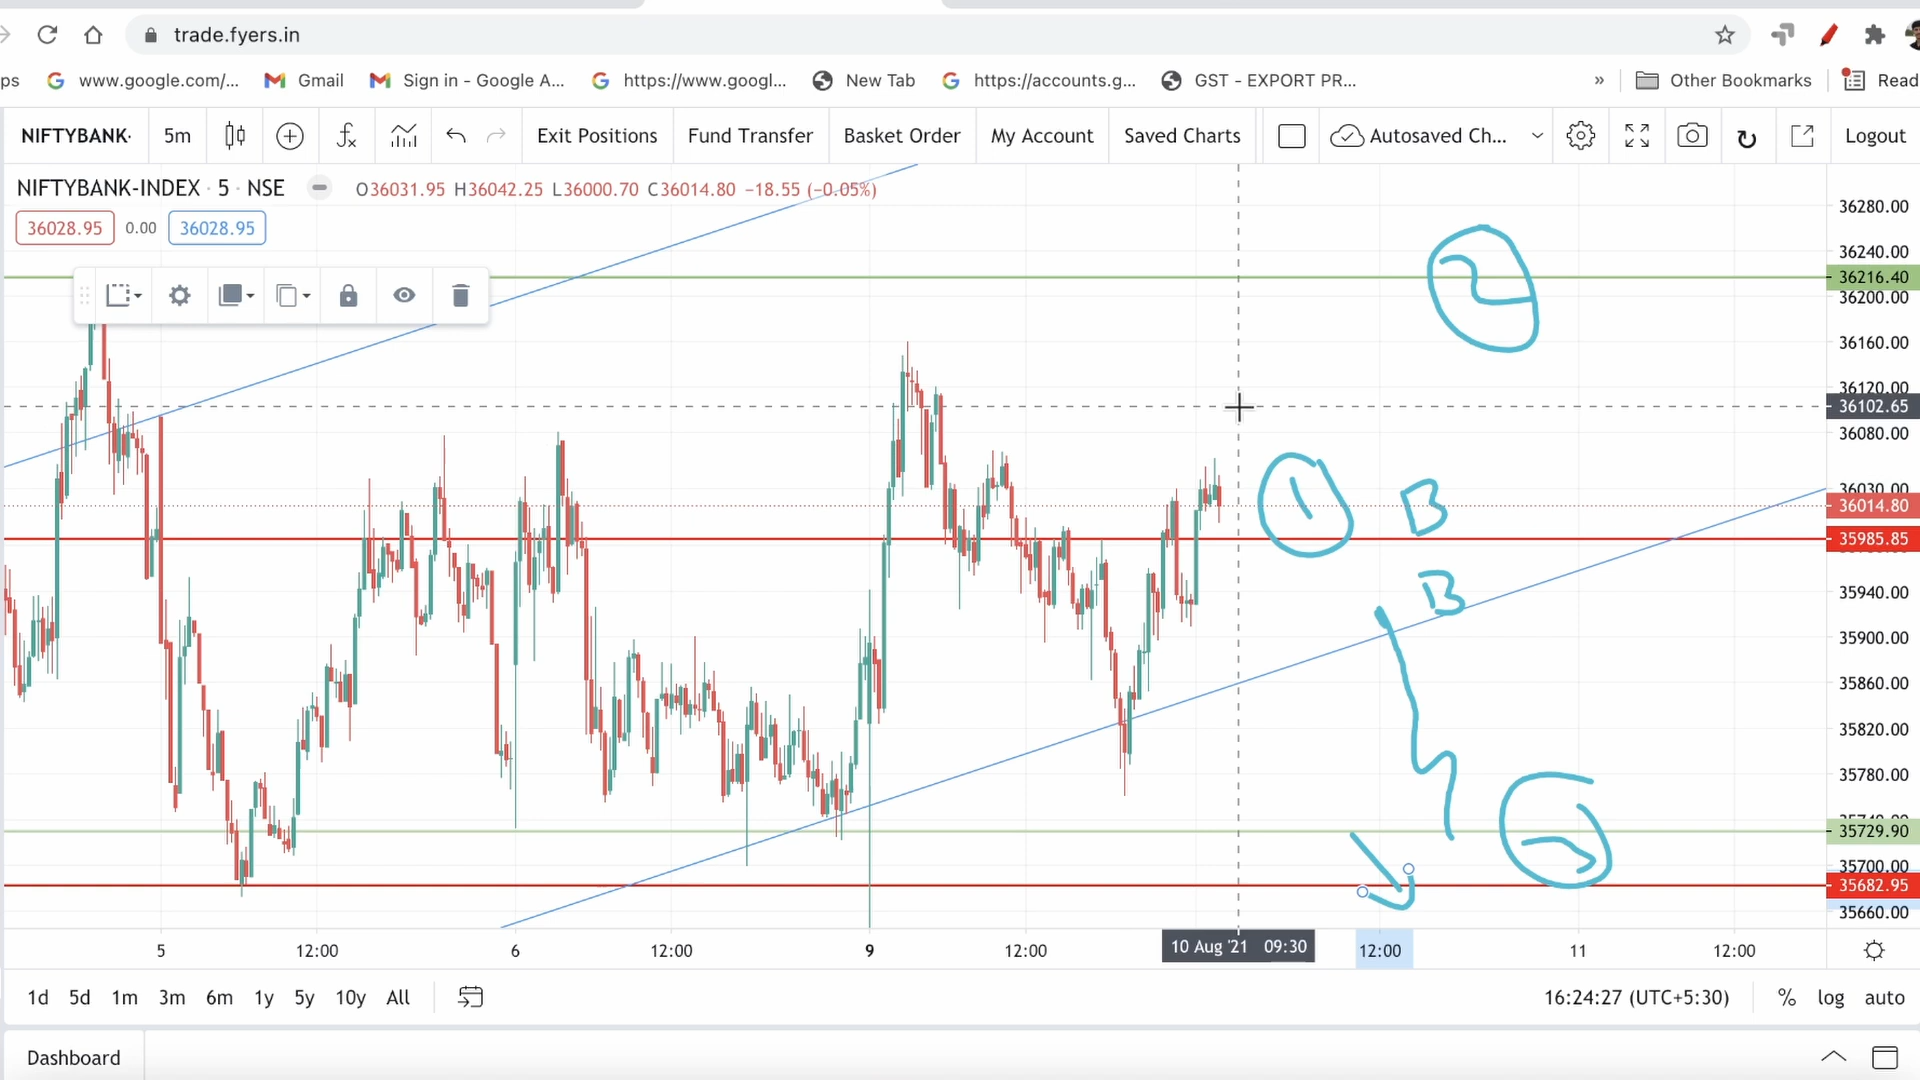 trade.fyers.in
ps www.google.com/... Gmail Sign in - Google A... https://www.googl... New Tab https://accounts.g... GST - EXPORT PR... » Other Bookmarks Read
NIFTYBANK· 5m Exit Positions Fund Transfer Basket Order My Account Saved Charts Autosaved Ch... Logout
NIFTYBANK-INDEX · 5 · NSE O36031.95 H36042.25 L36000.70 C36014.80 −18.55 (−0.05%)
36028.95 0.00 36028.95
36280.00
36240.00
36216.40
36200.00
36160.00
36120.00
36102.65
36080.00
36030.00
36014.80
35985.85
35940.00
35900.00
35860.00
35820.00
35780.00
35729.90
35700.00
35682.95
35660.00
2
1 B
B
5 12:00 6 12:00 9 12:00 10 Aug '21 09:30 12:00 11 12:00
1d 5d 1m 3m 6m 1y 5y 10y All 16:24:27 (UTC+5:30) % log auto
Dashboard